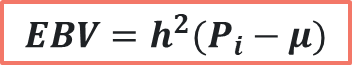 EBV = h²(Pᵢ − μ)